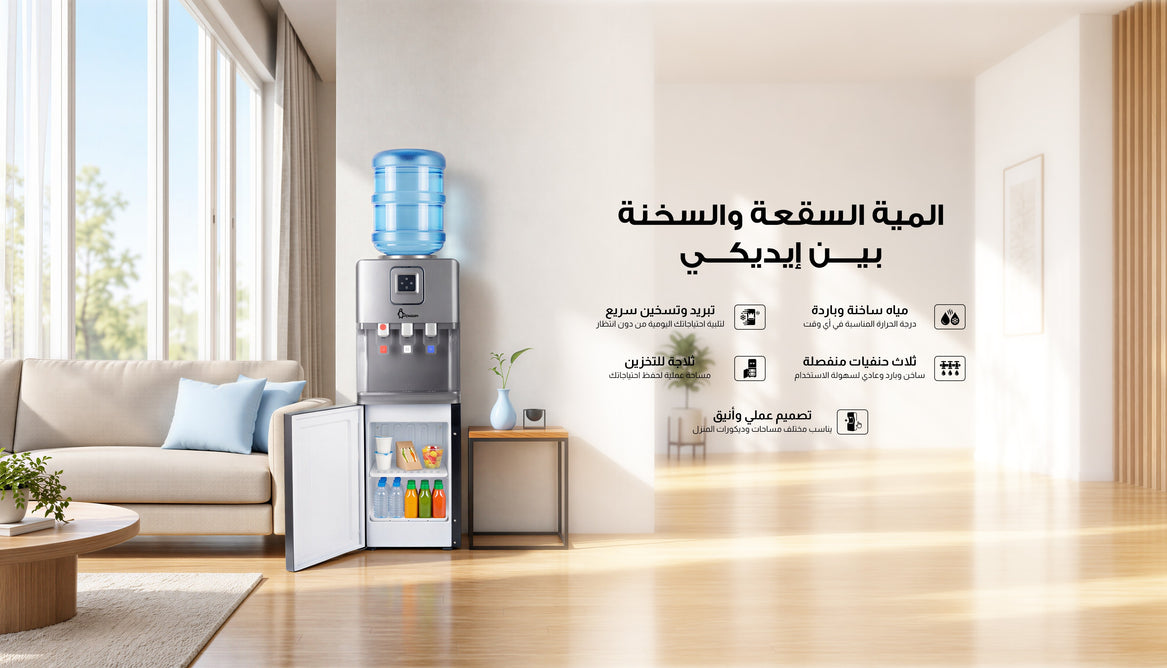 المية السقعة والسخنة
بين إيديكي
مياه ساخنة وباردة
درجة الحرارة المناسبة في أي وقت
تبريد وتسخين سريع
لتلبية احتياجاتك اليومية من دون انتظار
ثلاث حنفيات منفصلة
ساخن وبارد وعادي لسهولة الاستخدام
ثلاجة للتخزين
مساحة عملية لحفظ احتياجاتك
تصميم عملي وأنيق
يناسب مختلف مساحات وديكورات المنزل